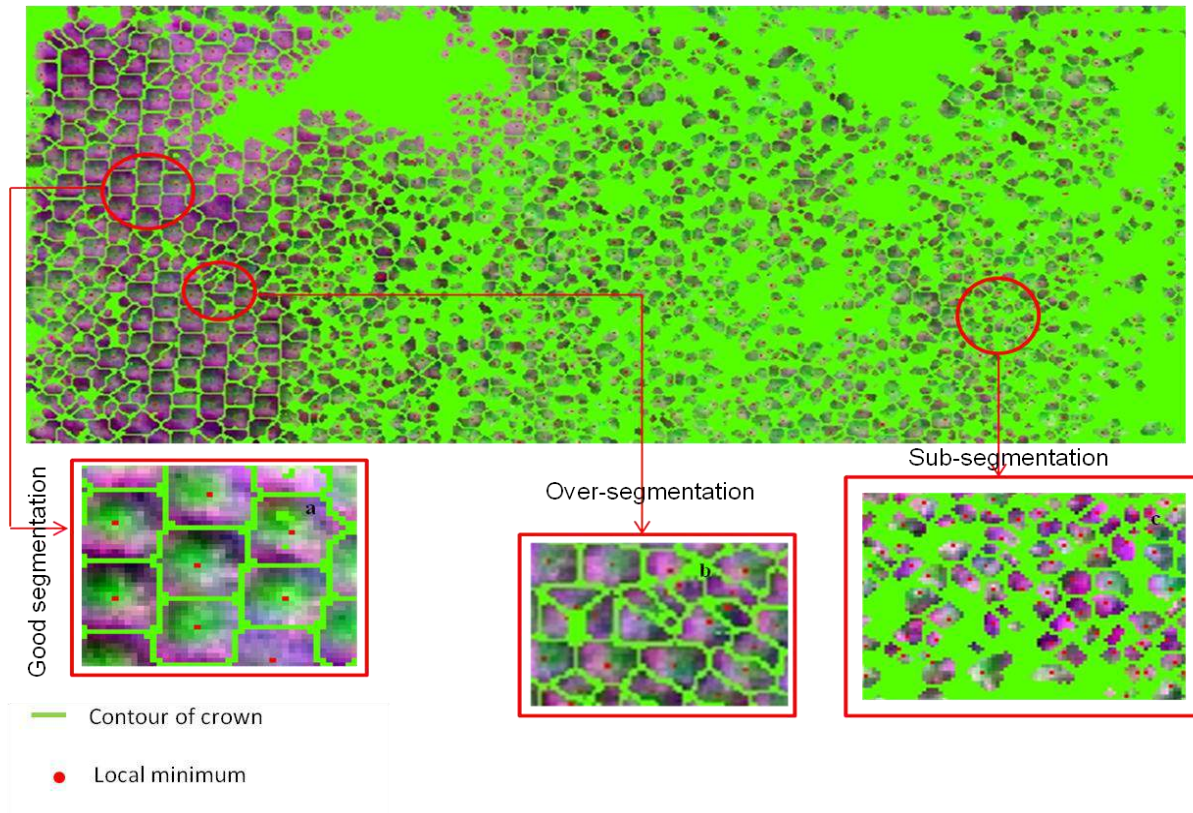 Sub-segmentation
Over-segmentation
Good segmentation
a
b
c
Contour of crown
Local minimum